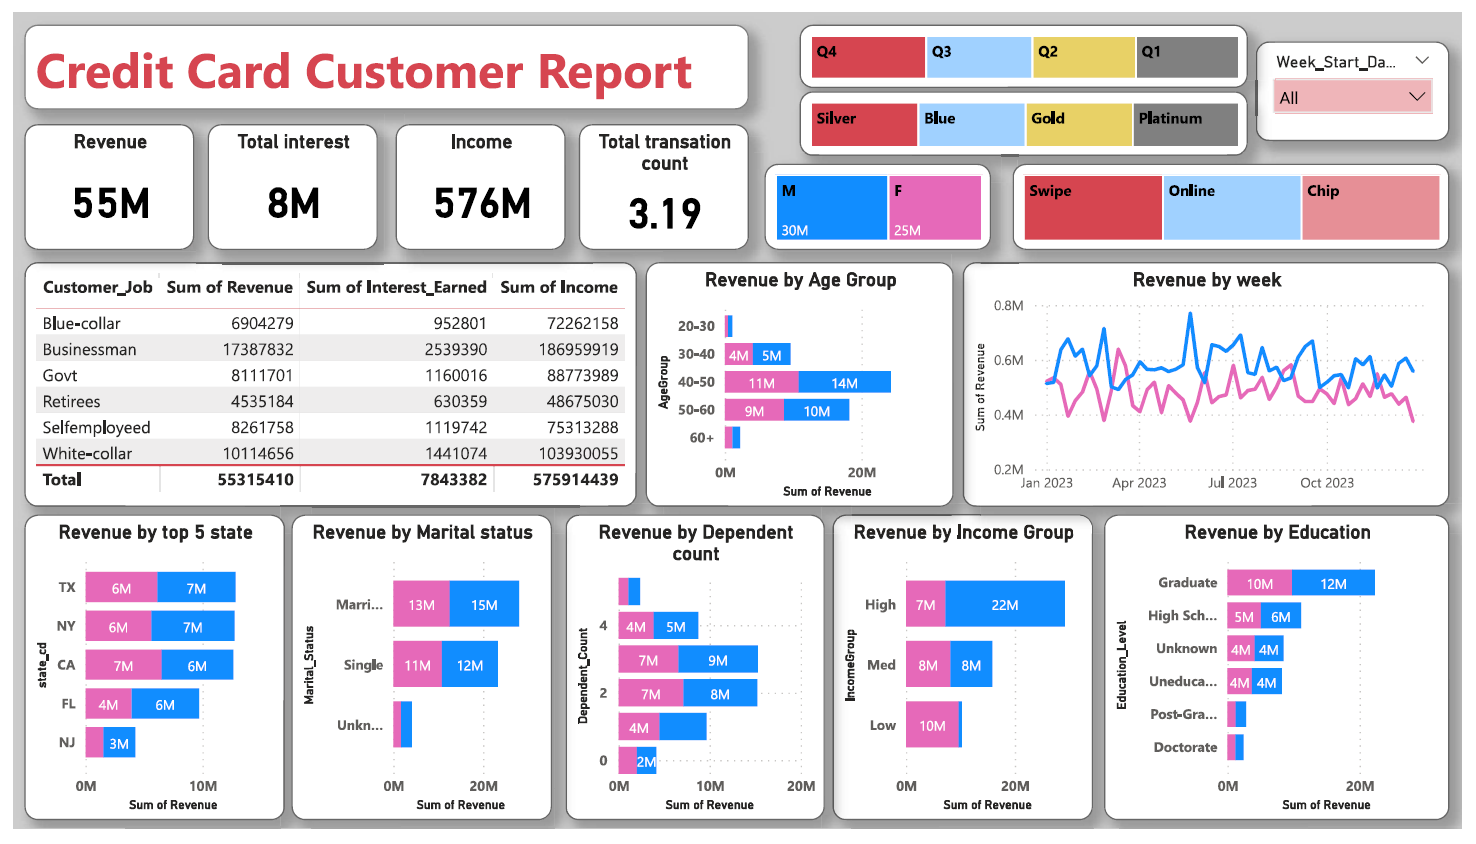 Credit Card Customer Report
Q4 Q3 Q2 Q1
Week_Start_Da...
All
Silver Blue Gold Platinum
Revenue
55M
Total interest
8M
Income
576M
Total transation
count
3.19
M F
30M 25M
Swipe Online Chip
Customer_Job Sum of Revenue Sum of Interest_Earned Sum of Income
Blue-collar 6904279 952801 72262158
Businessman 17387832 2539390 186959919
Govt 8111701 1160016 88773989
Retirees 4535184 630359 48675030
Selfemployeed 8261758 1119742 75313288
White-collar 10114656 1441074 103930055
Total 55315410 7843382 575914439
Revenue by Age Group
AgeGroup
20-30
30-40 4M 5M
40-50 11M 14M
50-60 9M 10M
60+
0M 20M
Sum of Revenue
Revenue by week
Sum of Revenue
0.8M
0.6M
0.4M
0.2M
Jan 2023 Apr 2023 Jul 2023 Oct 2023
Revenue by top 5 state
state_cd
TX 6M 7M
NY 6M 7M
CA 7M 6M
FL 4M 6M
NJ 3M
0M 10M
Sum of Revenue
Revenue by Marital status
Marital_Status
Marri... 13M 15M
Single 11M 12M
Unkn...
0M 20M
Sum of Revenue
Revenue by Dependent
count
Dependent_Count
4 4M 5M
7M 9M
2 7M 8M
4M
0 2M
0M 10M 20M
Sum of Revenue
Revenue by Income Group
IncomeGroup
High 7M 22M
Med 8M 8M
Low 10M
0M 20M
Sum of Revenue
Revenue by Education
Education_Level
Graduate 10M 12M
High Sch... 5M 6M
Unknown 4M 4M
Uneduca... 4M 4M
Post-Gra...
Doctorate
0M 20M
Sum of Revenue